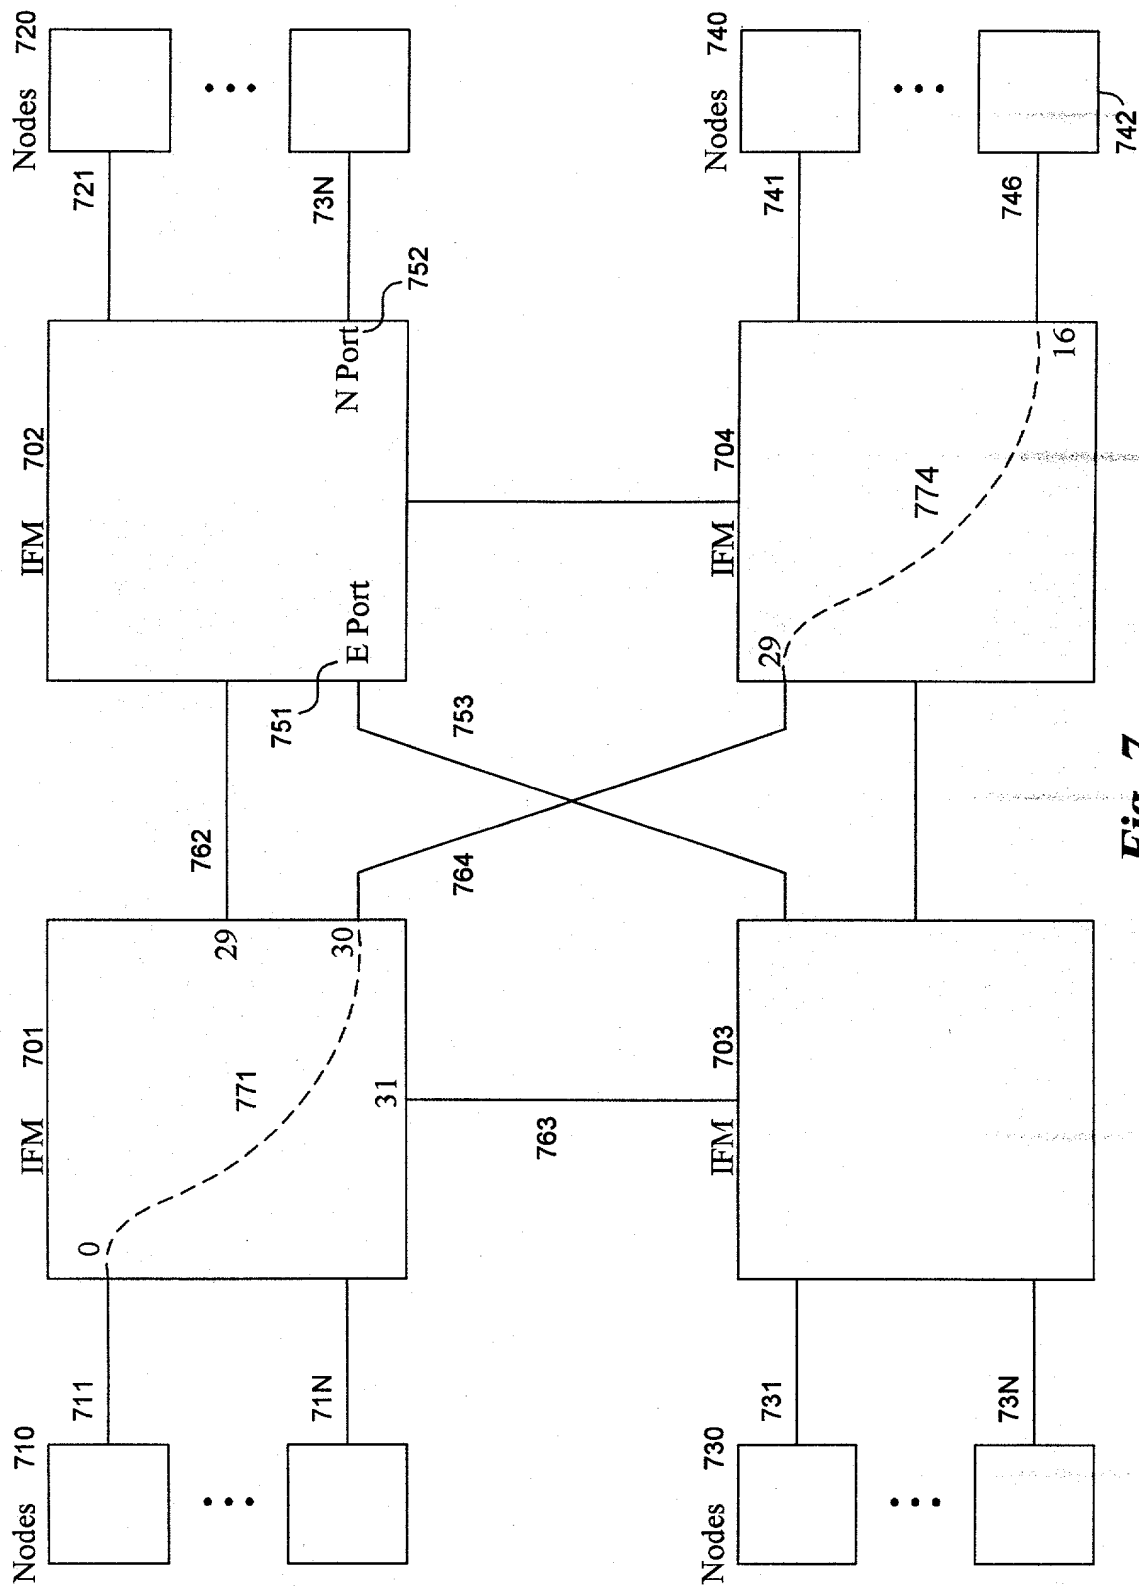 Nodes 710
711
71N
IFM 701
0
771
29
30
31
762
763
764
753
IFM 702
E Port
751
N Port
752
Nodes 720
721
73N
Nodes 730
731
73N
IFM 703
IFM 704
29
774
16
Nodes 740
741
746
742
Fig. 7